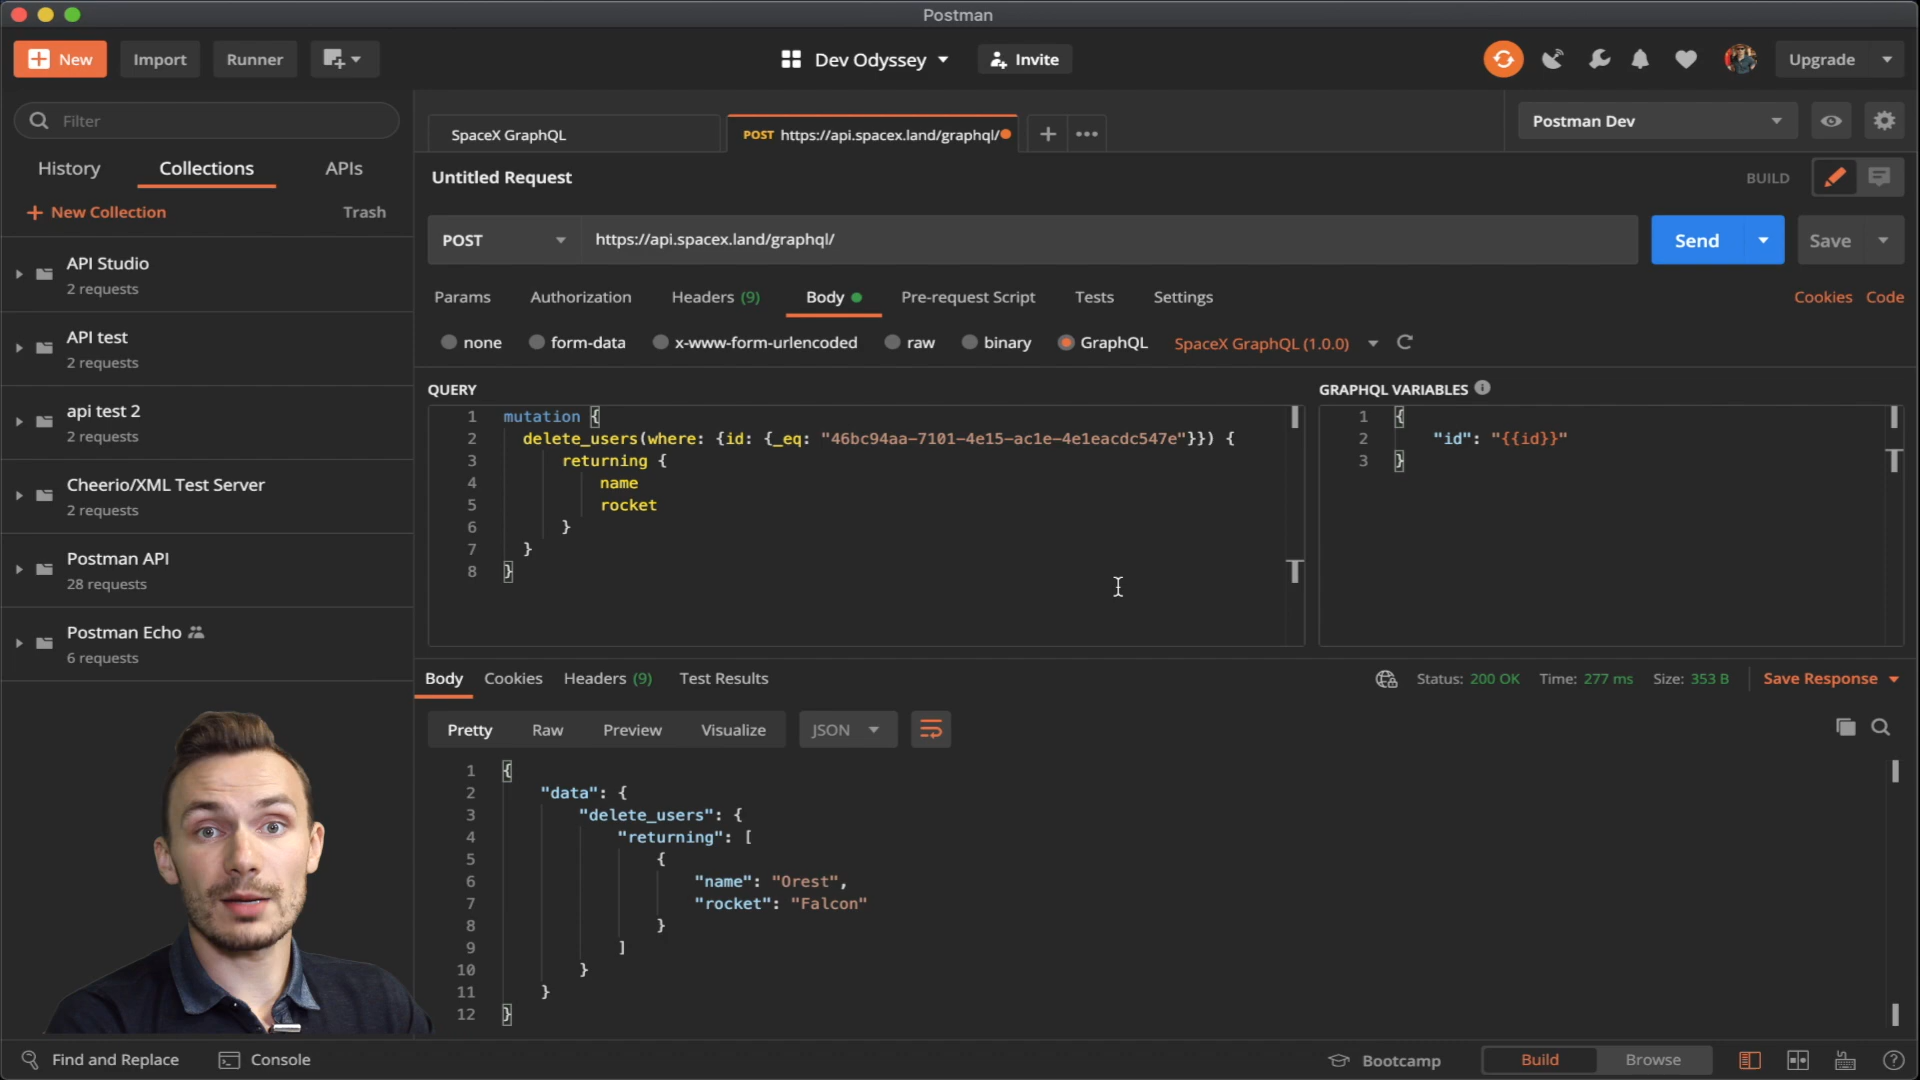 Postman
New
Import
Runner
Dev Odyssey
Invite
Upgrade
Filter
History
Collections
APIs
+ New Collection
Trash
API Studio
2 requests
API test
2 requests
api test 2
2 requests
Cheerio/XML Test Server
2 requests
Postman API
28 requests
Postman Echo
6 requests
SpaceX GraphQL
POST https://api.spacex.land/graphql/
Postman Dev
Untitled Request
BUILD
POST
https://api.spacex.land/graphql/
Send
Save
Params
Authorization
Headers (9)
Body
Pre-request Script
Tests
Settings
Cookies
Code
none
form-data
x-www-form-urlencoded
raw
binary
GraphQL
SpaceX GraphQL (1.0.0)
QUERY
1 mutation {
2 delete_users(where: {id: {_eq: "46bc94aa-7101-4e15-ac1e-4e1eacdc547e"}}) {
3 returning {
4 name
5 rocket
6 }
7 }
8 }
GRAPHQL VARIABLES
1 {
2 "id": "{{id}}"
3 }
Body
Cookies
Headers (9)
Test Results
Status: 200 OK
Time: 277 ms
Size: 353 B
Save Response
Pretty
Raw
Preview
Visualize
JSON
1 {
2 "data": {
3 "delete_users": {
4 "returning": [
5 {
6 "name": "Orest",
7 "rocket": "Falcon"
8 }
9 ]
10 }
11 }
12 }
Find and Replace
Console
Bootcamp
Build
Browse